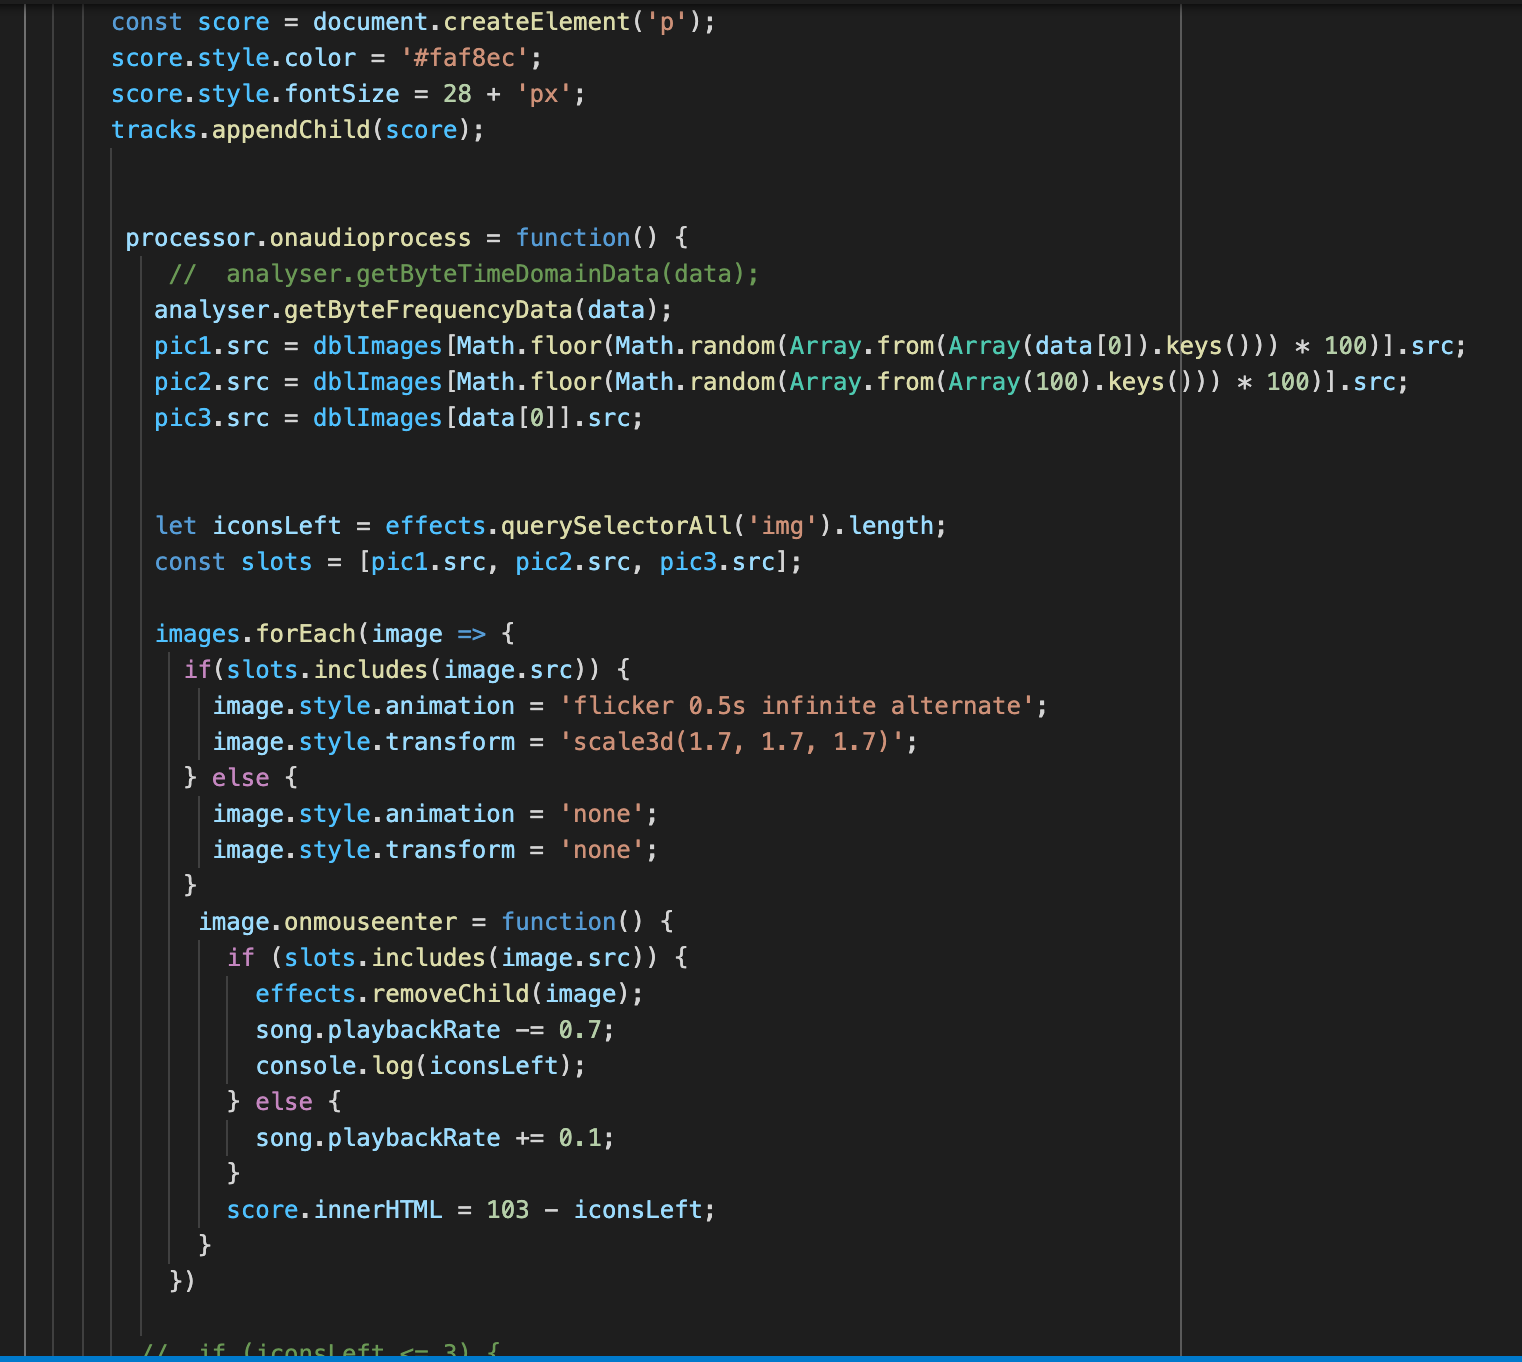 const score = document.createElement('p');
score.style.color = '#faf8ec';
score.style.fontSize = 28 + 'px';
tracks.appendChild(score);
processor.onaudioprocess = function() {
//  analyser.getByteTimeDomainData(data);
analyser.getByteFrequencyData(data);
pic1.src = dblImages[Math.floor(Math.random(Array.from(Array(data[0]).keys())) * 100)].src;
pic2.src = dblImages[Math.floor(Math.random(Array.from(Array(100).keys())) * 100)].src;
pic3.src = dblImages[data[0]].src;
let iconsLeft = effects.querySelectorAll('img').length;
const slots = [pic1.src, pic2.src, pic3.src];
images.forEach(image => {
if(slots.includes(image.src)) {
image.style.animation = 'flicker 0.5s infinite alternate';
image.style.transform = 'scale3d(1.7, 1.7, 1.7)';
} else {
image.style.animation = 'none';
image.style.transform = 'none';
}
image.onmouseenter = function() {
if (slots.includes(image.src)) {
effects.removeChild(image);
song.playbackRate -= 0.7;
console.log(iconsLeft);
} else {
song.playbackRate += 0.1;
}
score.innerHTML = 103 - iconsLeft;
}
})
//  if (iconsLeft <= 3) {